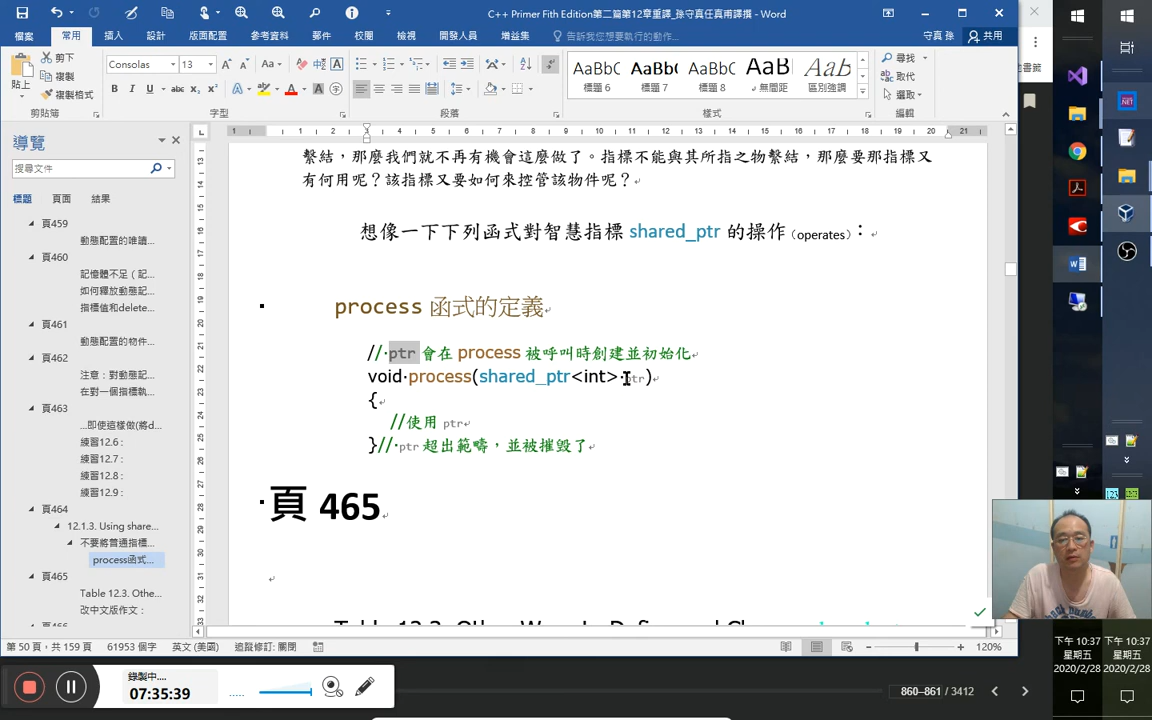 C++ Primer Fith Edition第二篇第12章重譯_孫守真任真甫譯撰 - Word
檔案 常用 插入 設計 版面配置 參考資料 郵件 校閱 檢視 開發人員 增益集 告訴我您想要執行的動作... 守真 孫 共用
貼上 剪下 複製 複製格式
Consolas 13
AaBbC AaBbC AaBbC AaB Aab
標題 6 標題 7 標題 8 無間距 區別強調
尋找 取代 選取
剪貼簿 字型 段落 樣式 編輯
導覽
搜尋文件
標題 頁面 結果
頁459
動態配置的唯讀...
頁460
記憶體不足（記...
如何釋放動態記...
指標值和delete...
頁461
動態配置的物件...
頁462
注意：對動態記...
在對一個指標執...
頁463
...即使這樣做(將d...
練習12.6：
練習12.7：
練習12.8：
練習12.9：
頁464
12.1.3. Using share...
不要將普通指標...
process函式...
頁465
Table 12.3. Othe...
改中文版作文：
繫結，那麼我們就不再有機會這麼做了。指標不能與其所指之物繫結，那麼要那指標又
有何用呢？該指標又要如何來控管該物件呢？
想像一下下列函式對智慧指標 shared_ptr 的操作（operates）：
process 函式的定義
// ptr 會在 process 被呼叫時創建並初始化
void process(shared_ptr<int> ptr)
{
//使用 ptr
}// ptr 超出範疇，並被摧毀了
頁 465
第 50 頁，共 159 頁 61953 個字 英文 (美國) 追蹤修訂: 關閉 120%
錄製中...
07:35:39
860–861 / 3412
下午 10:37
星期五
2020/2/28
下午 10:37
星期五
2020/2/28